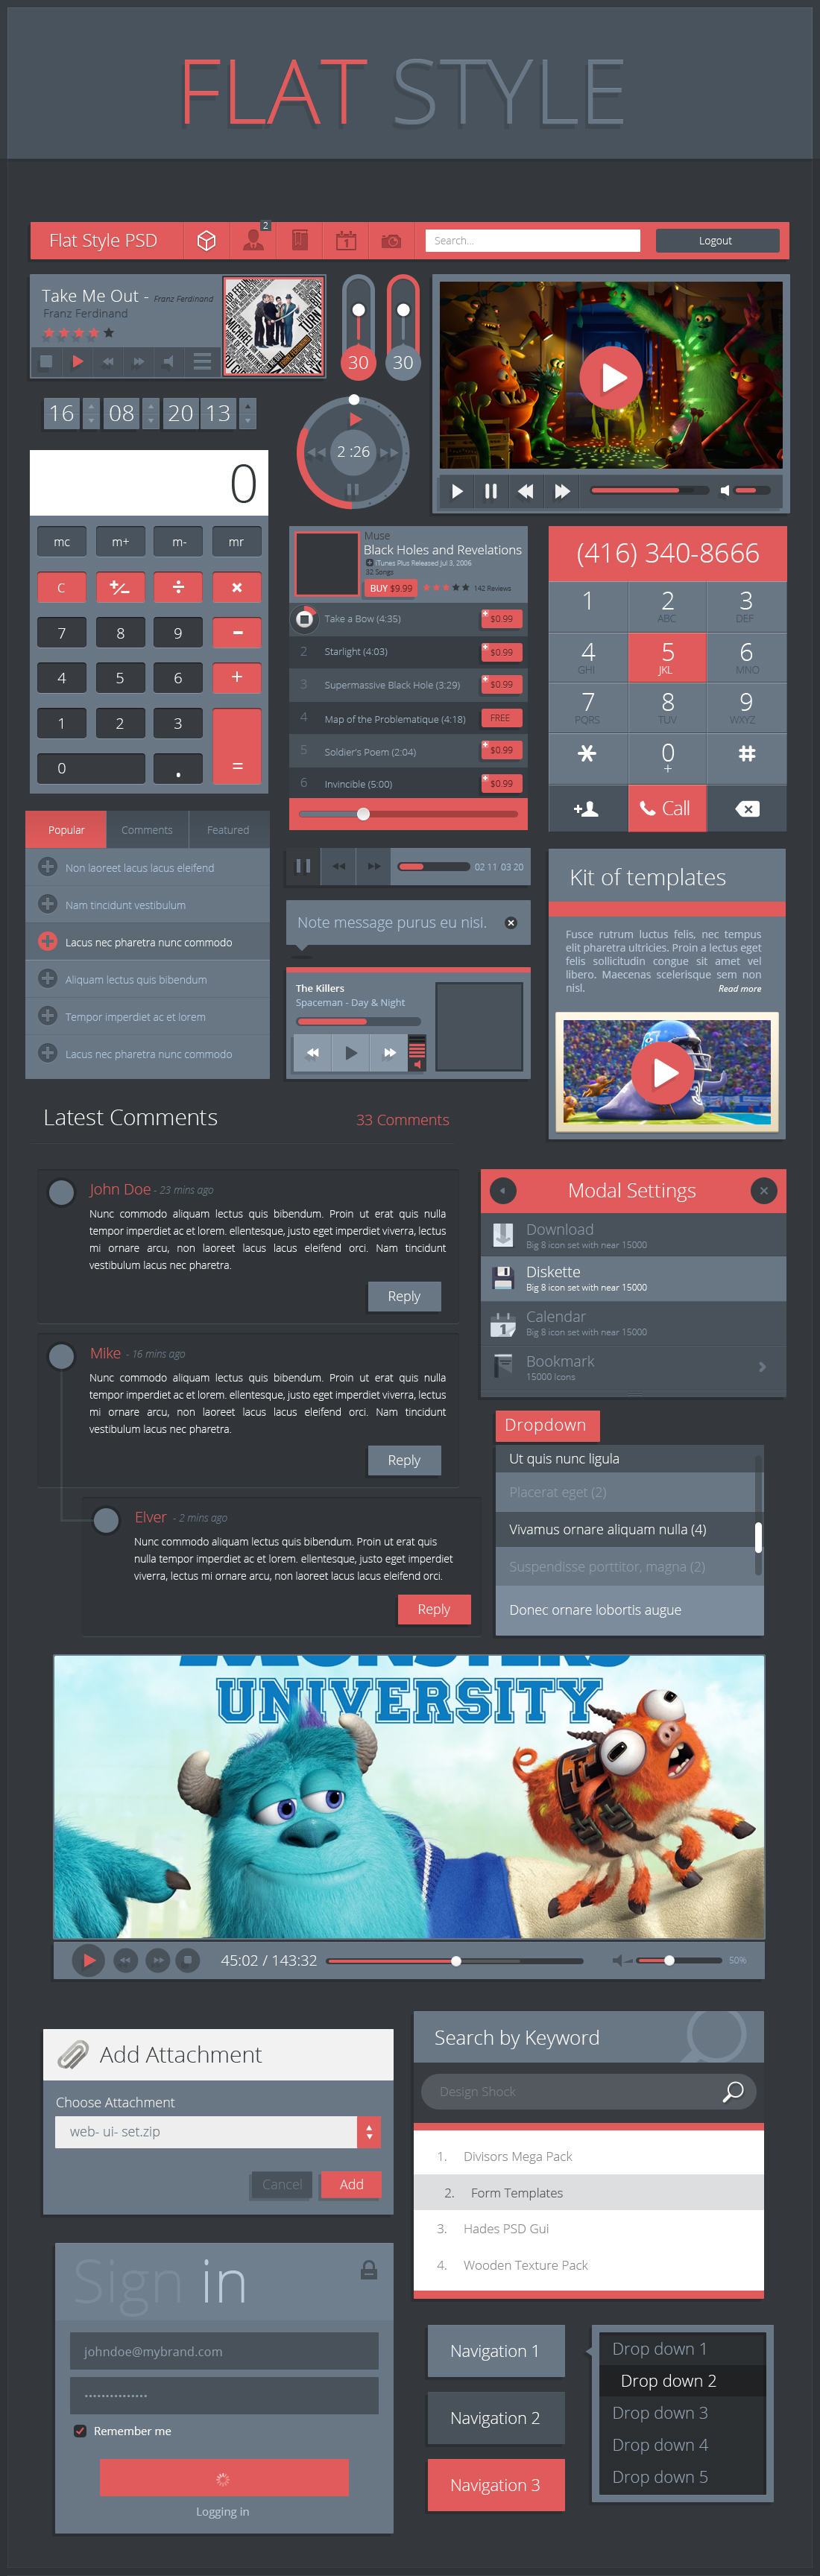 FLAT STYLE
Flat Style PSD
2
1
Search...
Logout
Take Me Out - Franz Ferdinand
Franz Ferdinand
30
30
16 08 20 13
2 :26
0
mc m+ m- mr
C +⁄- ÷ ×
7 8 9 -
4 5 6 +
1 2 3
0 . =
Muse
Black Holes and Revelations
iTunes Plus Released Jul 3, 2006
32 Songs
BUY $9.99
142 Reviews
Take a Bow (4:35) $0.99
2 Starlight (4:03) $0.99
3 Supermassive Black Hole (3:29) $0.99
4 Map of the Problematique (4:18) FREE
5 Soldier's Poem (2:04) $0.99
6 Invincible (5:00) $0.99
(416) 340-8666
1 2 3
ABC DEF
4 5 6
GHI JKL MNO
7 8 9
PQRS TUV WXYZ
* 0 #
+
Call
Popular Comments Featured
Non laoreet lacus lacus eleifend
Nam tincidunt vestibulum
Lacus nec pharetra nunc commodo
Aliquam lectus quis bibendum
Tempor imperdiet ac et lorem
Lacus nec pharetra nunc commodo
02 11 03 20
Note message purus eu nisl.
The Killers
Spaceman - Day & Night
Kit of templates
Fusce rutrum luctus felis, nec tempus
elit pharetra ultricies. Proin a lectus eget
felis sollicitudin congue sit amet vel
libero. Maecenas scelerisque sem non
nisl. Read more
Latest Comments
33 Comments
John Doe - 23 mins ago
Nunc commodo aliquam lectus quis bibendum. Proin ut erat quis nulla
tempor imperdiet ac et lorem. ellentesque, justo eget imperdiet viverra, lectus
mi ornare arcu, non laoreet lacus lacus eleifend orci. Nam tincidunt
vestibulum lacus nec pharetra.
Reply
Mike - 16 mins ago
Nunc commodo aliquam lectus quis bibendum. Proin ut erat quis nulla
tempor imperdiet ac et lorem. ellentesque, justo eget imperdiet viverra, lectus
mi ornare arcu, non laoreet lacus lacus eleifend orci. Nam tincidunt
vestibulum lacus nec pharetra.
Reply
Elver - 2 mins ago
Nunc commodo aliquam lectus quis bibendum. Proin ut erat quis
nulla tempor imperdiet ac et lorem. ellentesque, justo eget imperdiet
viverra, lectus mi ornare arcu, non laoreet lacus lacus eleifend orci.
Reply
Modal Settings
Download
Big 8 icon set with near 15000
Diskette
Big 8 icon set with near 15000
1
Calendar
Big 8 icon set with near 15000
Bookmark
15000 Icons
Dropdown
Ut quis nunc ligula
Placerat eget (2)
Vivamus ornare aliquam nulla (4)
Suspendisse porttitor, magna (2)
Donec ornare lobortis augue
MONSTERS
UNIVERSITY
45:02 / 143:32
50%
Add Attachment
Choose Attachment
web- ui- set.zip
Cancel Add
Search by Keyword
Design Shock
1. Divisors Mega Pack
2. Form Templates
3. Hades PSD Gui
4. Wooden Texture Pack
Sign in
johndoe@mybrand.com
Remember me
Logging in
Navigation 1
Navigation 2
Navigation 3
Drop down 1
Drop down 2
Drop down 3
Drop down 4
Drop down 5